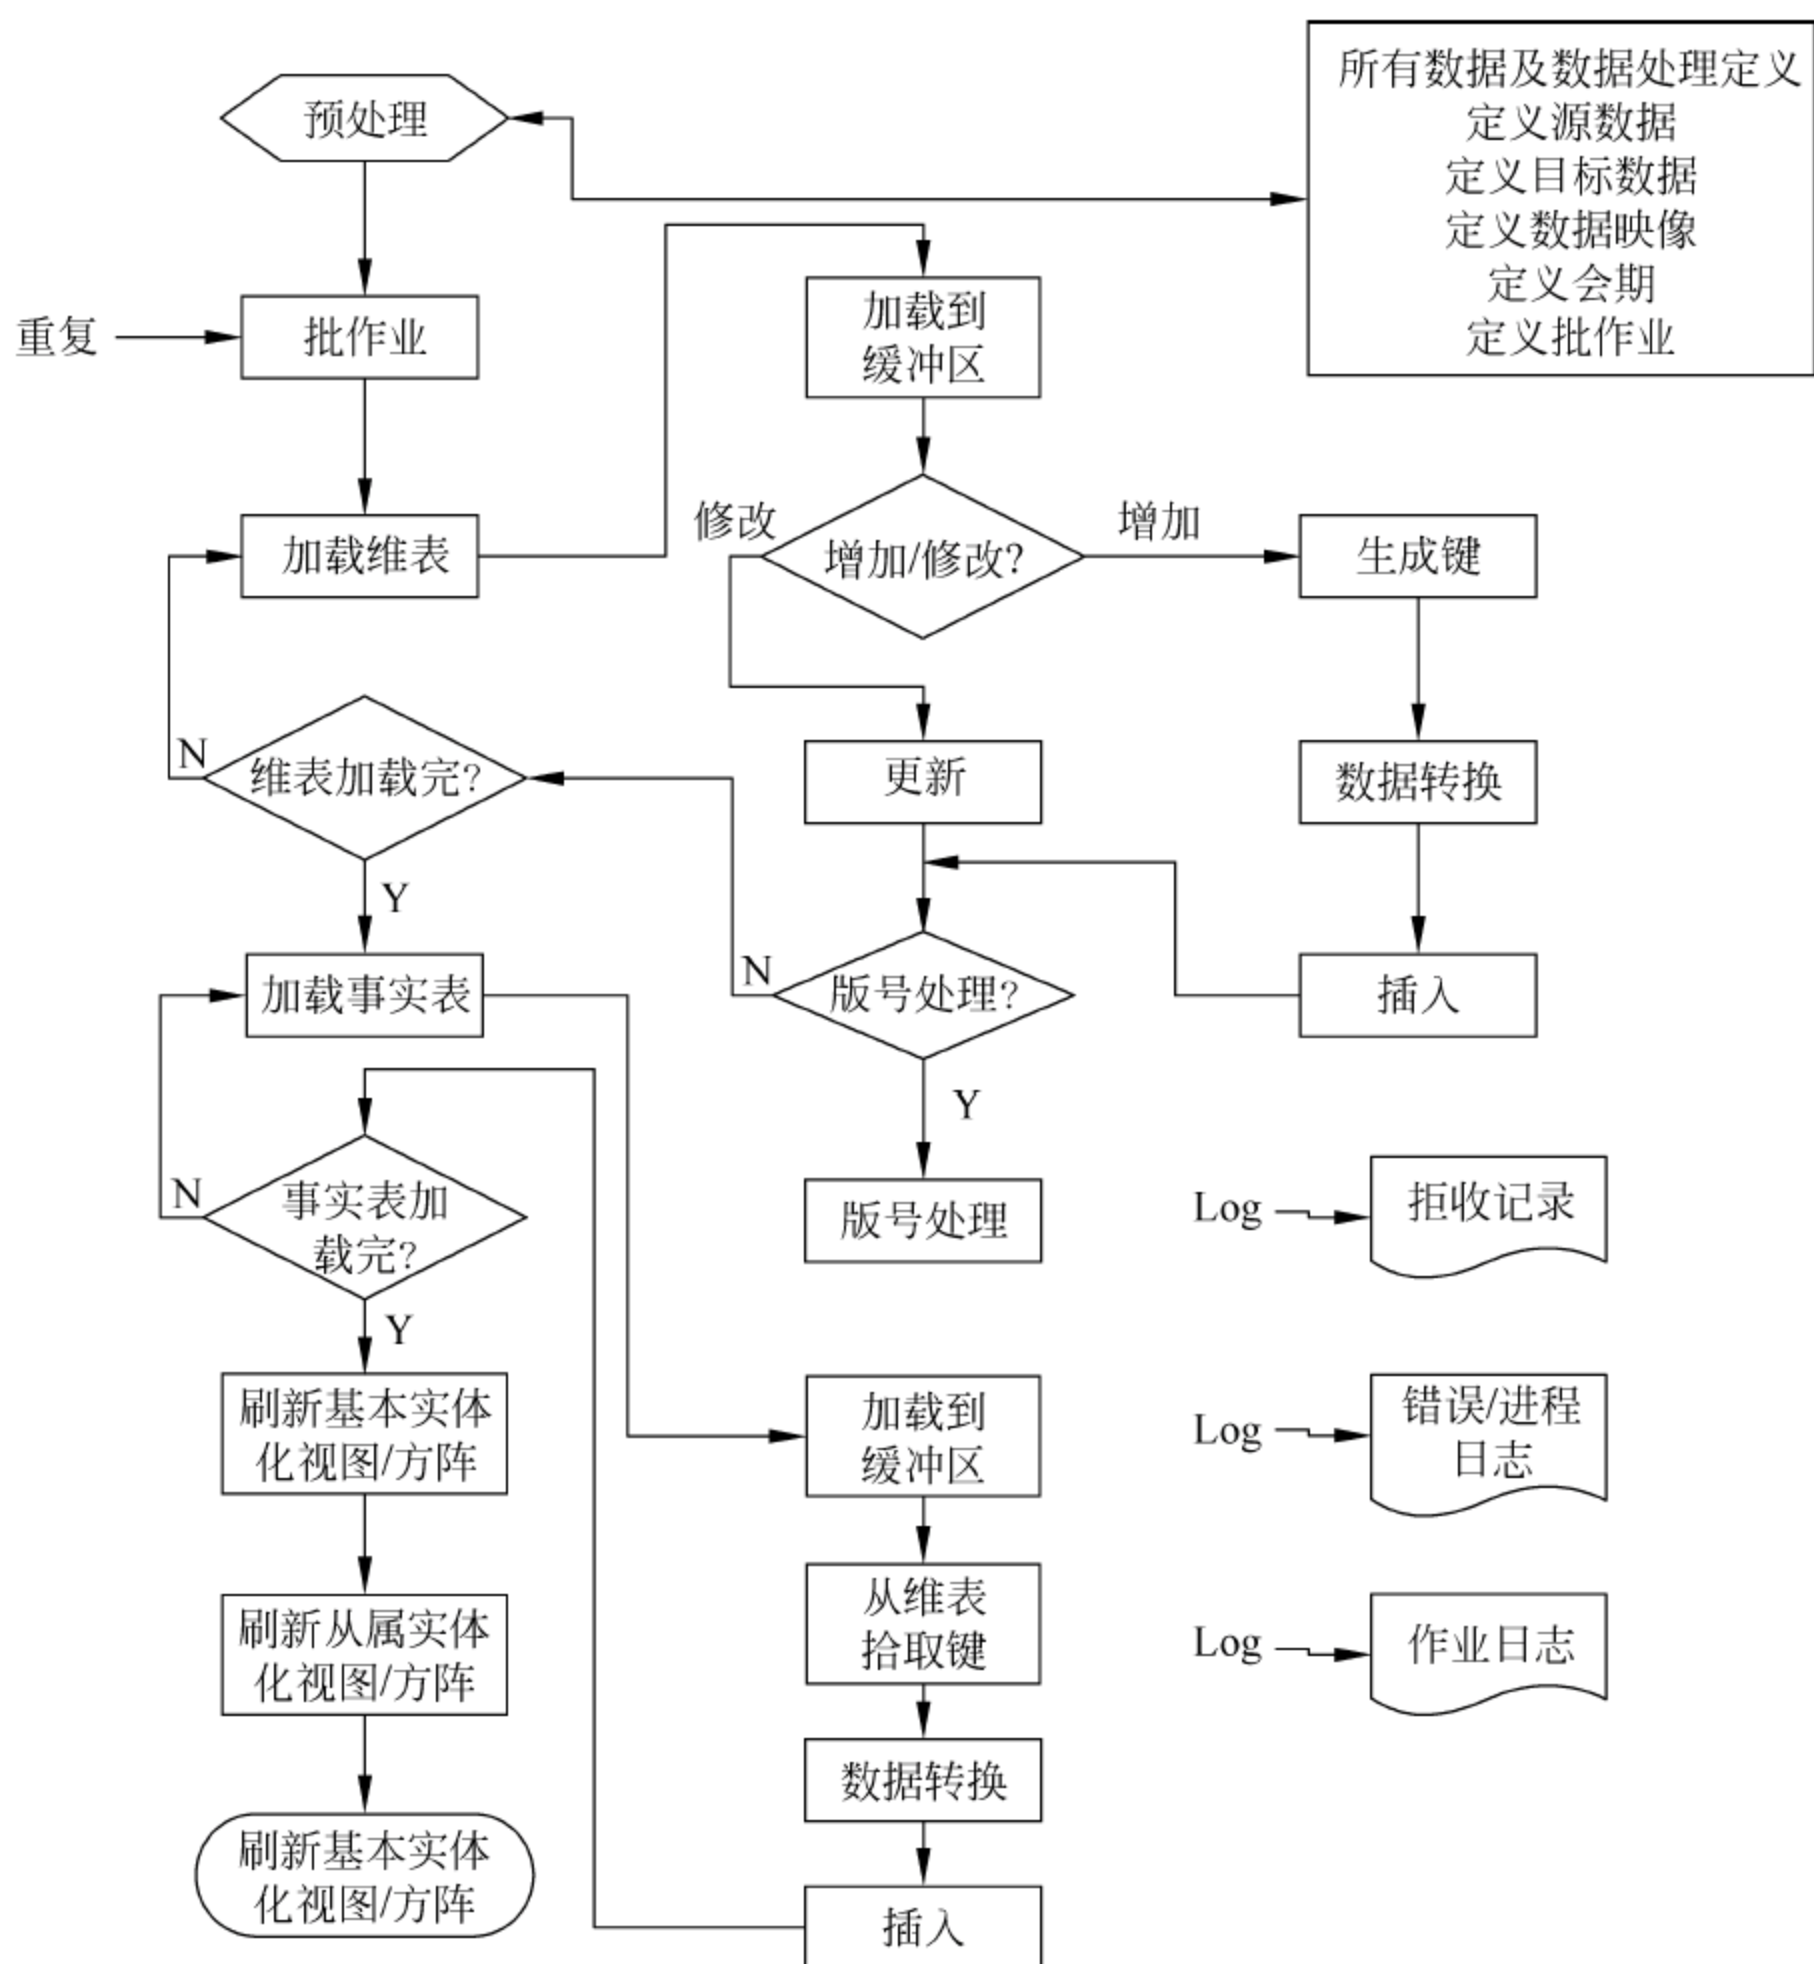 预处理
所有数据及数据处理定义
定义源数据
定义目标数据
定义数据映像
定义会期
定义批作业
重复
批作业
加载到
缓冲区
加载维表
修改
增加/修改?
增加
生成键
N
维表加载完?
更新
数据转换
Y
加载事实表
N
版号处理?
插入
Y
N
事实表加
载完?
版号处理
Log
拒收记录
Y
刷新基本实体
化视图/方阵
加载到
缓冲区
Log
错误/进程
日志
刷新从属实体
化视图/方阵
从维表
拾取键
Log
作业日志
数据转换
刷新基本实体
化视图/方阵
插入